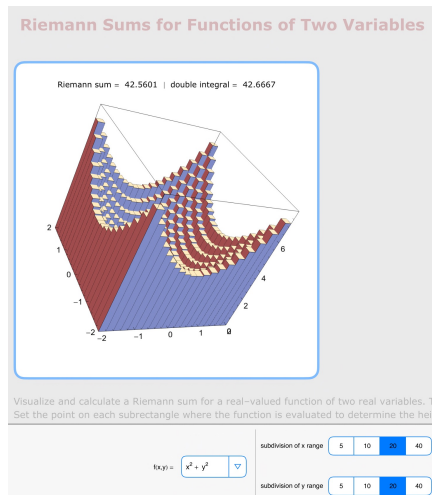 Riemann Sums for Functions of Two Variables
Riemann sum = 42.5601 | double integral = 42.6667
2
1
0
−1
−2
−2
−1
0
1
2
0
2
4
6
Visualize and calculate a Riemann sum for a real–valued function of two real variables.
Set the point on each subrectangle where the function is evaluated to determine the hei
subdivision of x range 5 10 20 40
f(x,y) = x² + y²
subdivision of y range 5 10 20 40